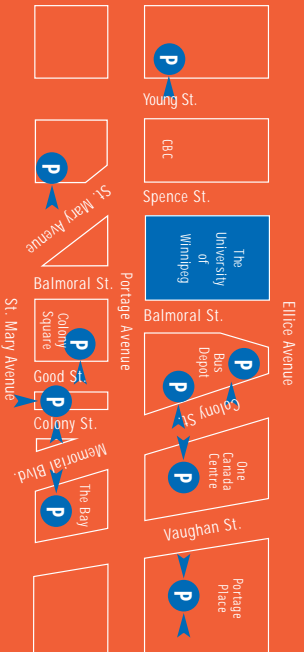 P
Young St.
CBC
P
St. Mary Avenue
Spence St.
The
University
of
Winnipeg
Balmoral St.
Portage Avenue
Balmoral St.
Ellice Avenue
St. Mary Avenue
Colony
Square
P
Bus
Depot
P
P
Good St.
P
Colony St.
Colony St.
Memorial Blvd.
One
Canada
Centre
P
The Bay
P
Vaughan St.
Portage
Place
P